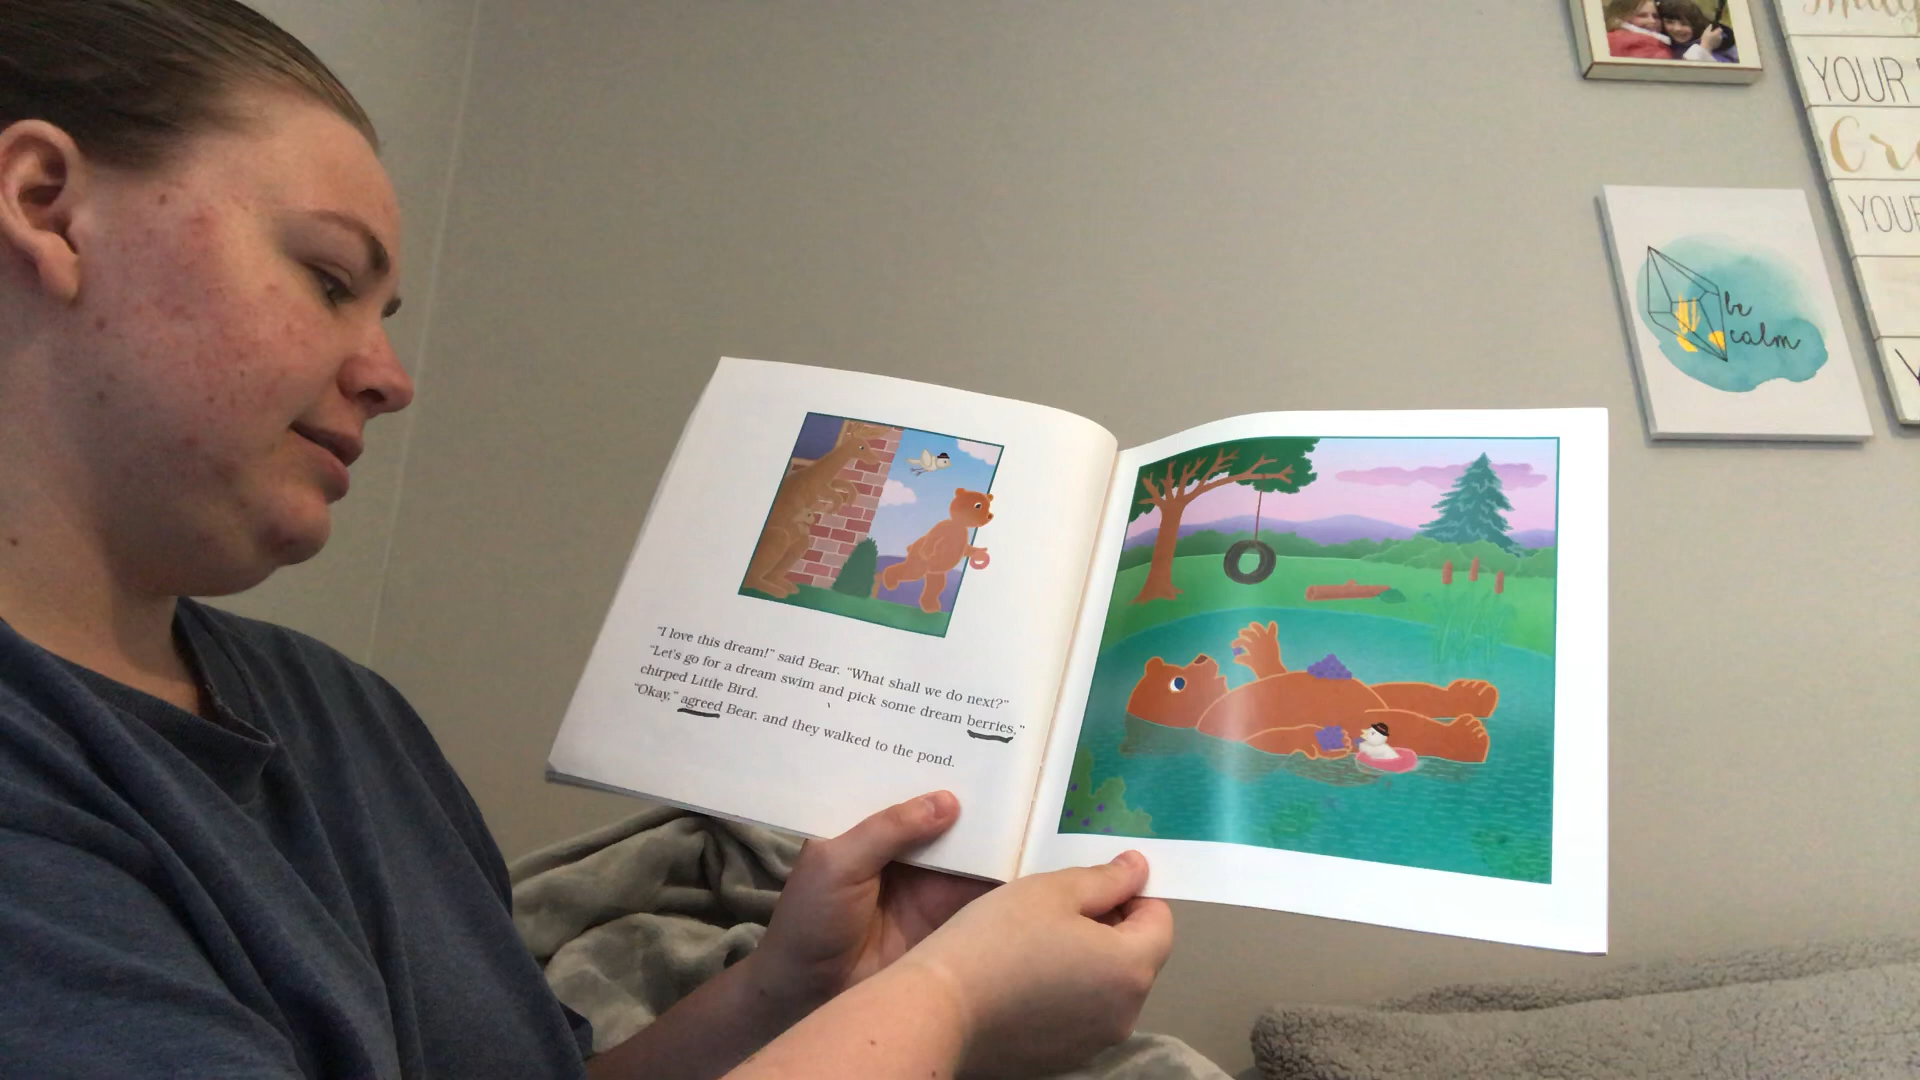 "I love this dream!" said Bear. "What shall we do next?"
"Let's go for a dream swim and pick some dream berries,"
chirped Little Bird.
"Okay," agreed Bear, and they walked to the pond.
YOUR
YOUR
be
calm